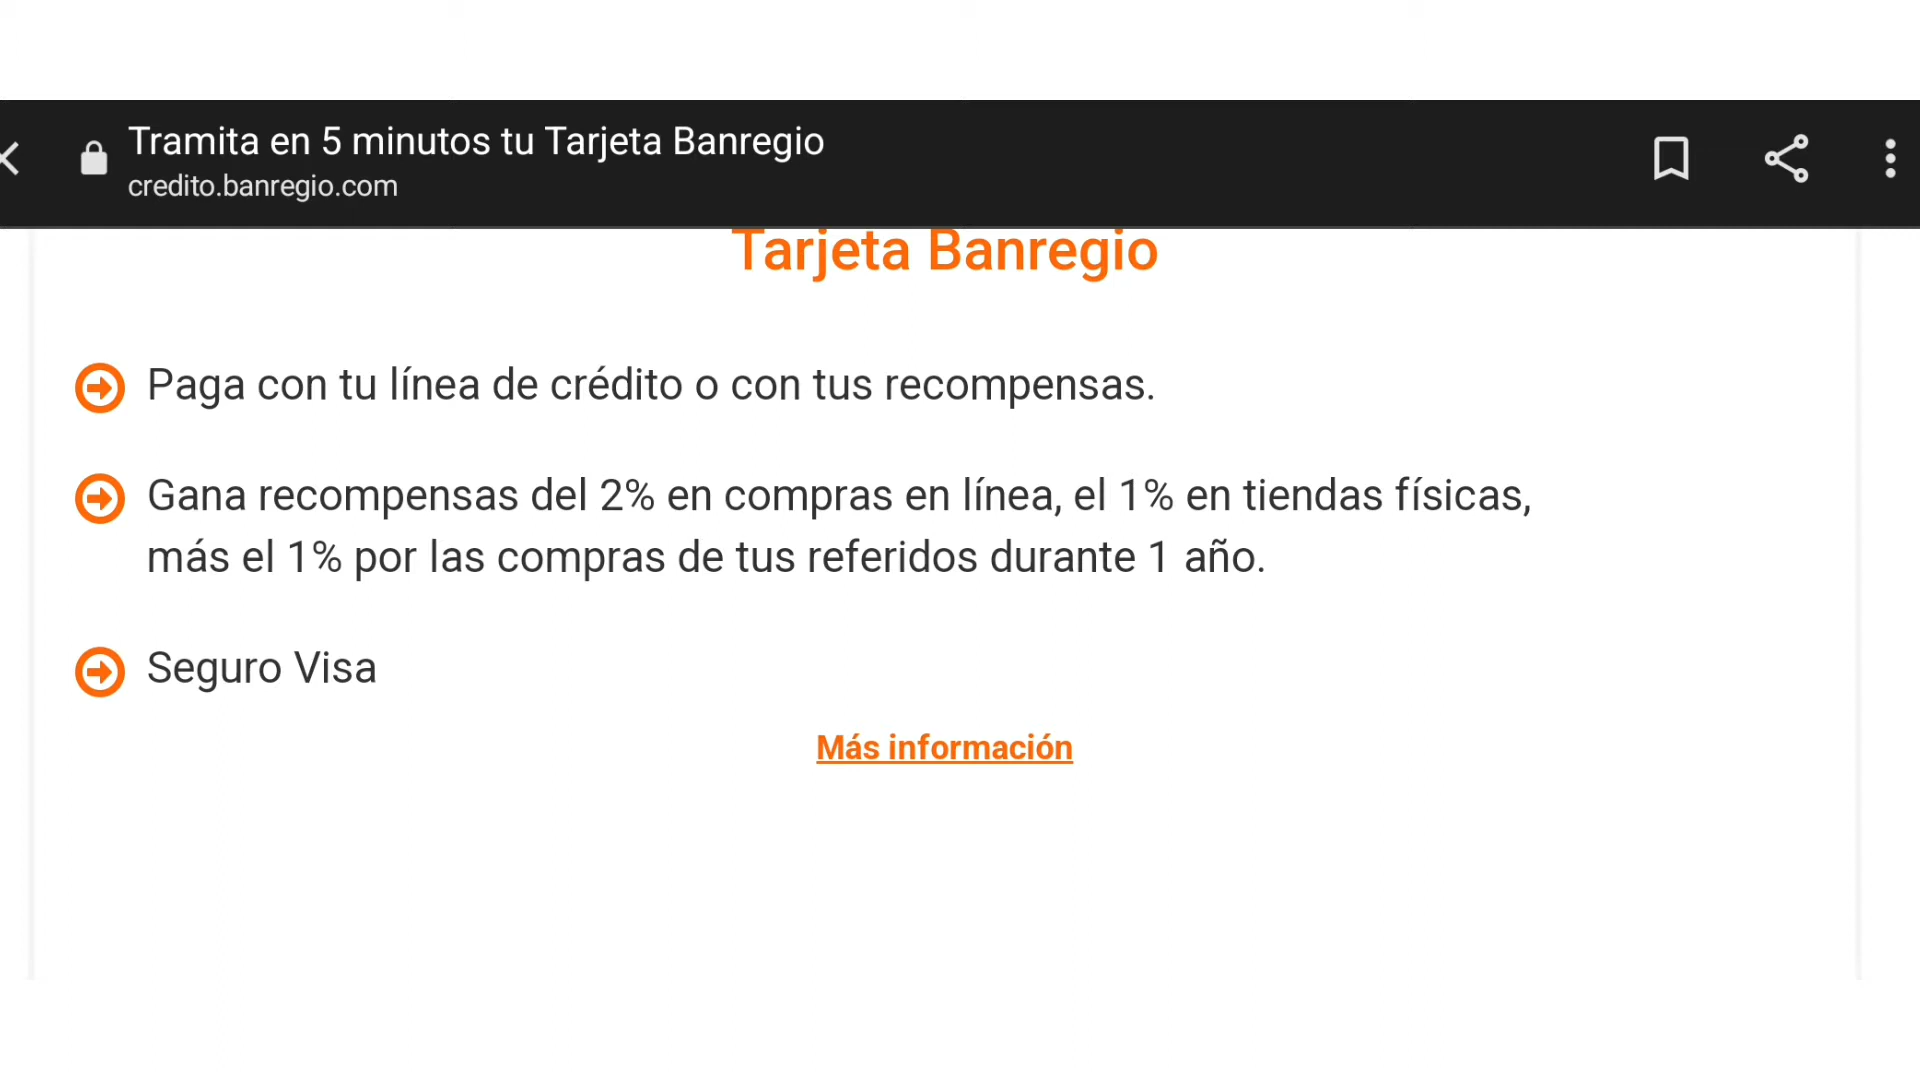 Tramita en 5 minutos tu Tarjeta Banregio
credito.banregio.com
Tarjeta Banregio
Paga con tu línea de crédito o con tus recompensas.
Gana recompensas del 2% en compras en línea, el 1% en tiendas físicas,
más el 1% por las compras de tus referidos durante 1 año.
Seguro Visa
Más información